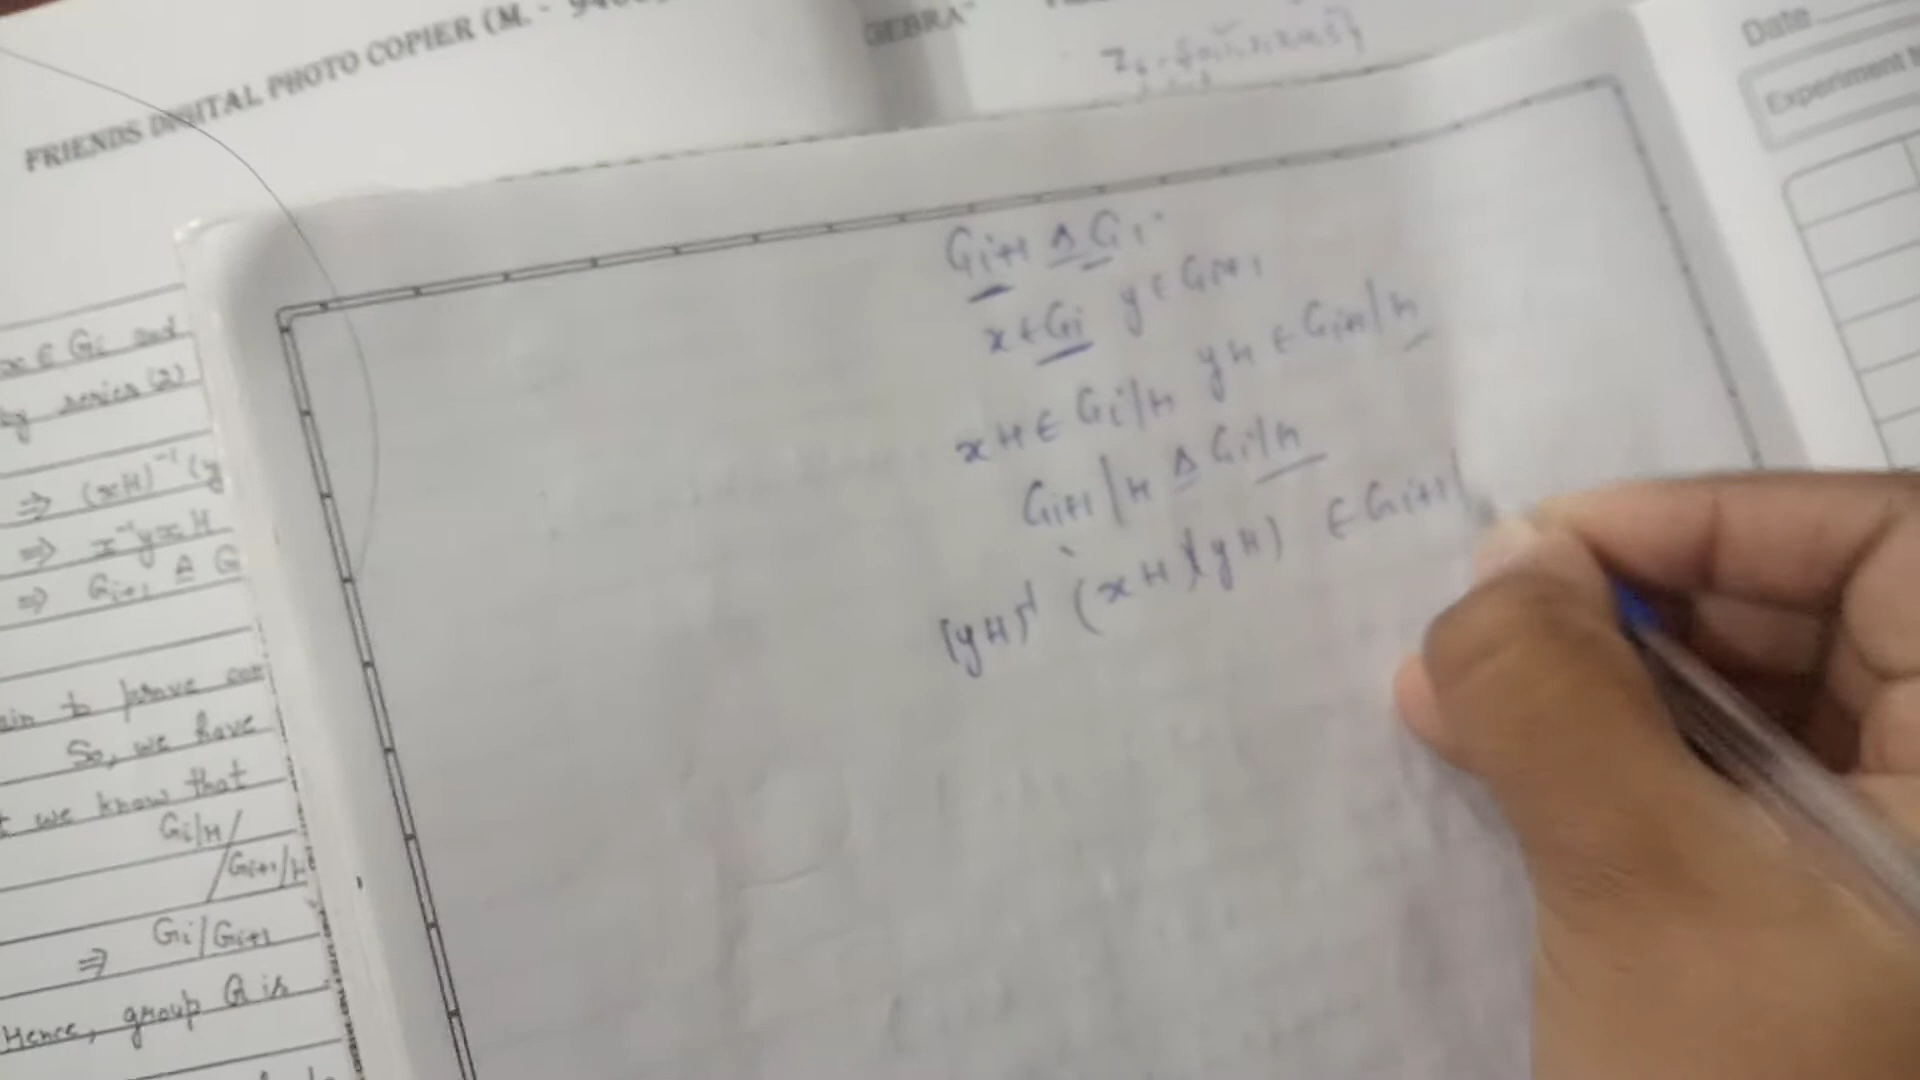 FRIENDS DIGITAL PHOTO COPIER (M. -
GEBRA"
Date
Experiment
x ∈ Gi and
by series (2)
⇒ (xH)⁻¹ (y
⇒ x⁻¹yxH
⇒ Gi+1 ⊴ G
to prove
So, we have
we know that
Gi/H
Gi+1/H
⇒ Gi/Gi+1
Hence, group G is
Gi+1 ⊴ Gi
x ∈ Gi y ∈ Gi+1
xH ∈ Gi/H yH ∈ Gi+1/H
Gi+1/H ⊴ Gi/H
(yH)⁻¹ (xH)(yH) ∈ Gi+1/